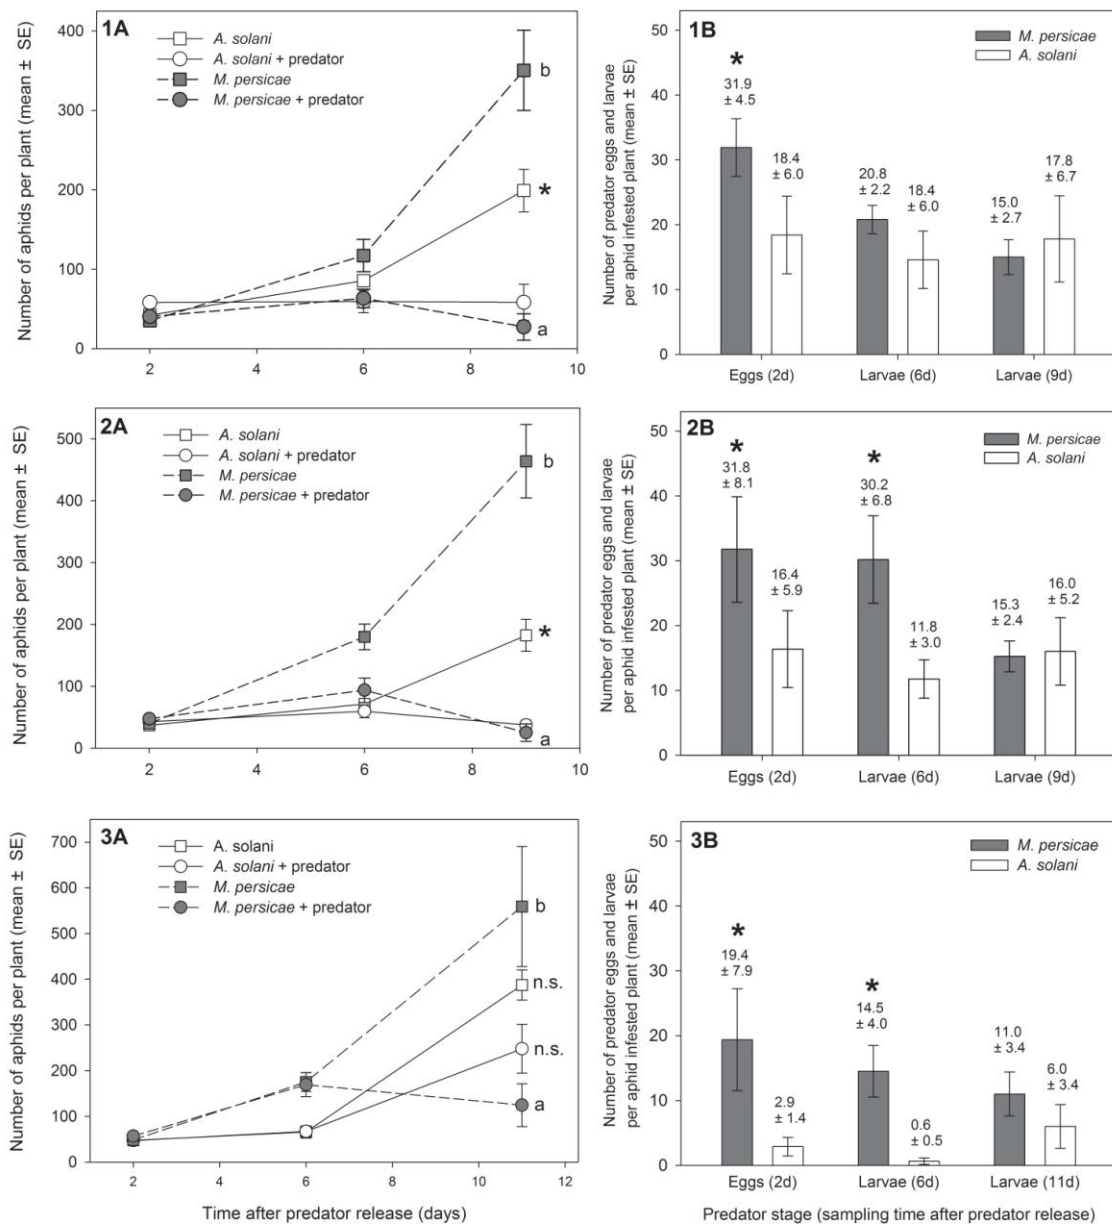 1A
Number of aphids per plant (mean ± SE)
400
300
200
100
0
2
4
6
8
10
A. solani
A. solani + predator
M. persicae
M. persicae + predator
b
*
a
1B
Number of predator eggs and larvae
per aphid infested plant (mean ± SE)
50
40
30
20
10
0
M. persicae
A. solani
*
31.9
± 4.5
18.4
± 6.0
20.8
± 2.2
18.4
± 6.0
15.0
± 2.7
17.8
± 6.7
Eggs (2d)
Larvae (6d)
Larvae (9d)
2A
Number of aphids per plant (mean ± SE)
500
400
300
200
100
0
2
4
6
8
10
A. solani
A. solani + predator
M. persicae
M. persicae + predator
b
*
a
2B
Number of predator eggs and larvae
per aphid infested plant (mean ± SE)
50
40
30
20
10
0
M. persicae
A. solani
*
31.8
± 8.1
16.4
± 5.9
*
30.2
± 6.8
11.8
± 3.0
15.3
± 2.4
16.0
± 5.2
Eggs (2d)
Larvae (6d)
Larvae (9d)
3A
Number of aphids per plant (mean ± SE)
700
600
500
400
300
200
100
0
2
4
6
8
10
12
A. solani
A. solani + predator
M. persicae
M. persicae + predator
b
n.s.
n.s.
a
Time after predator release (days)
3B
Number of predator eggs and larvae
per aphid infested plant (mean ± SE)
50
40
30
20
10
0
M. persicae
A. solani
*
19.4
± 7.9
2.9
± 1.4
*
14.5
± 4.0
0.6
± 0.5
11.0
± 3.4
6.0
± 3.4
Eggs (2d)
Larvae (6d)
Larvae (11d)
Predator stage (sampling time after predator release)